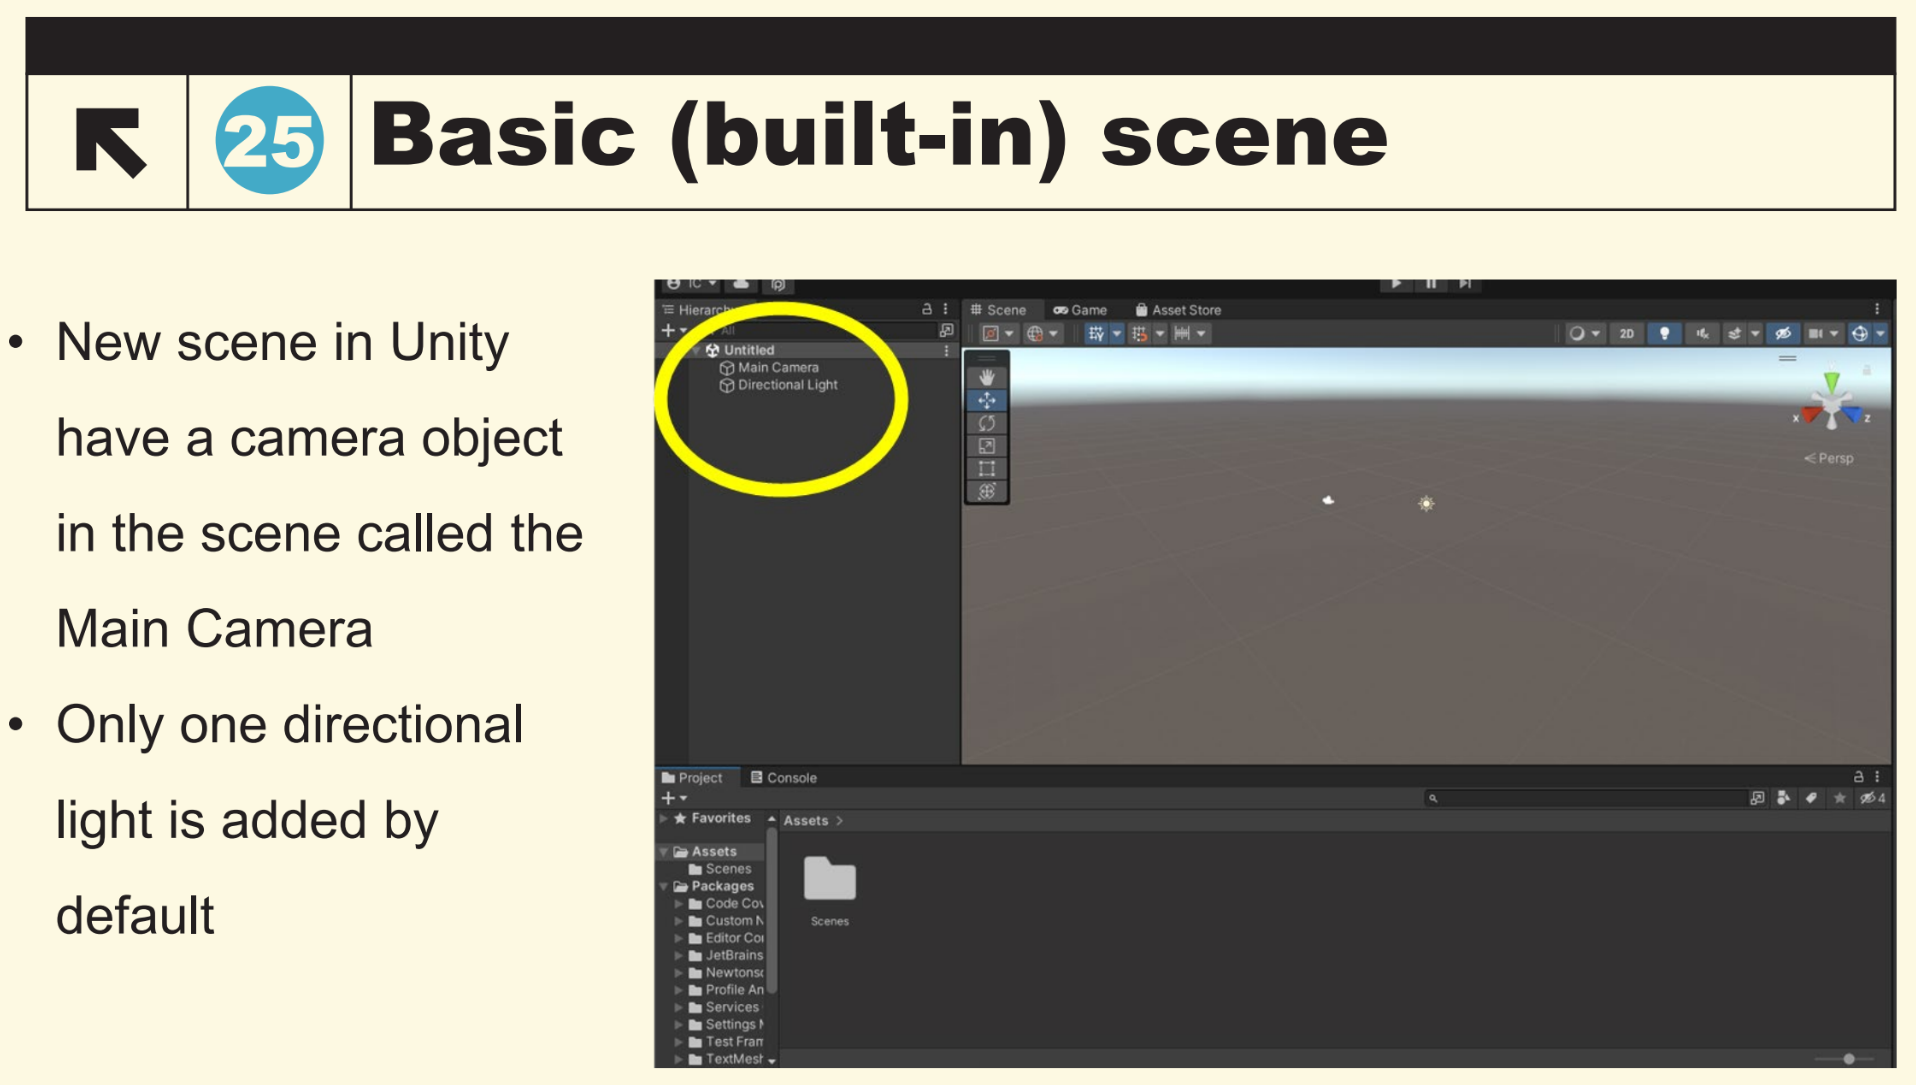 25
Basic (built-in) scene
• New scene in Unity
have a camera object
in the scene called the
Main Camera
• Only one directional
light is added by
default
IC
Hierarchy
All
Untitled
Main Camera
Directional Light
Scene Game Asset Store
2D
x z
Persp
Project Console
4
Favorites
Assets
Scenes
Packages
Code Cov
Custom N
Editor Con
JetBrains
Newtonso
Profile An
Services
Settings M
Test Fram
TextMesh
Assets >
Scenes